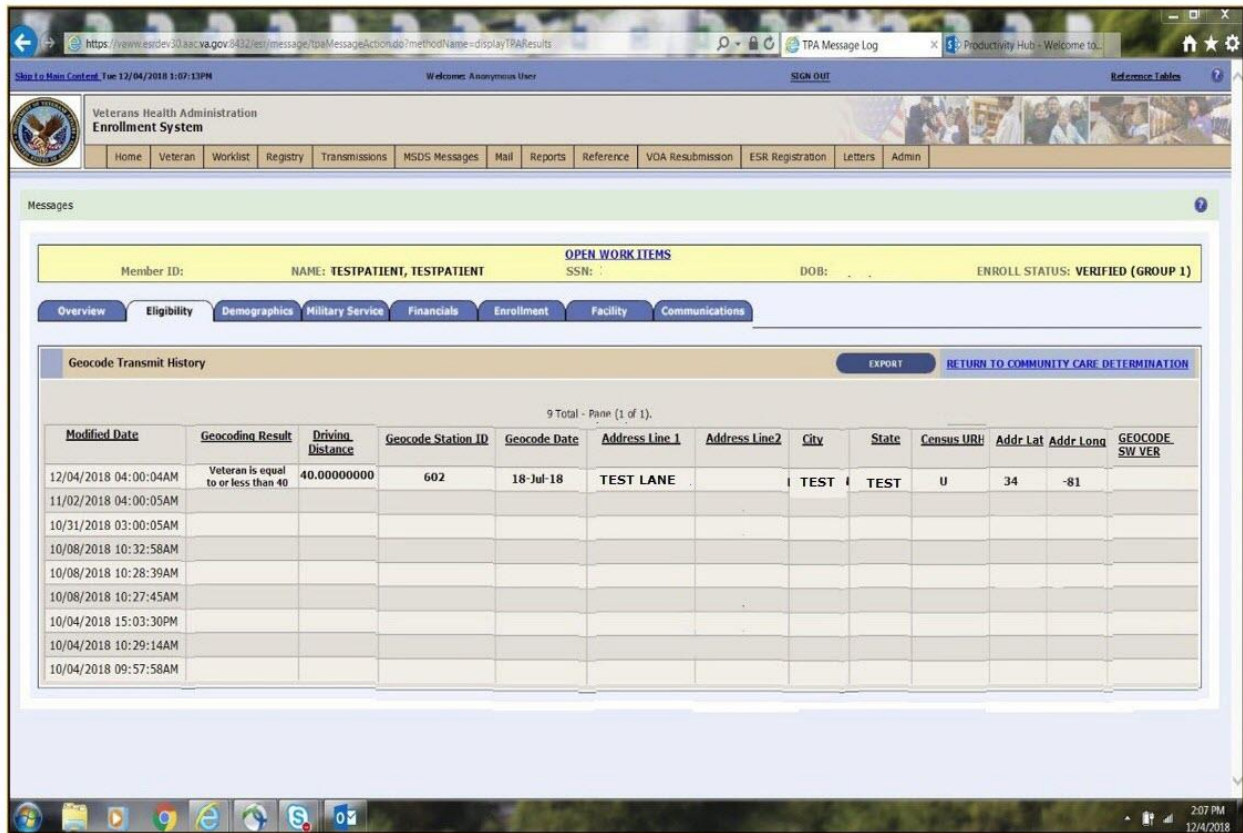 https://vaww.esrdev30.aac.va.gov:8432/esr/message/tpaMessageAction.do?methodName=displayTPAResults
TPA Message Log
Productivity Hub - Welcome to...
Skip to Main Content Tue 12/04/2018 1:07:13PM Welcome: Anonymous User SIGN OUT Reference Tables ?
Veterans Health Administration
Enrollment System
Home Veteran Worklist Registry Transmissions MSDS Messages Mail Reports Reference VOA Resubmission ESR Registration Letters Admin
Messages ?
OPEN WORK ITEMS
Member ID: NAME: TESTPATIENT, TESTPATIENT SSN: DOB: ENROLL STATUS: VERIFIED (GROUP 1)
Overview Eligibility Demographics Military Service Financials Enrollment Facility Communications
Geocode Transmit History EXPORT RETURN TO COMMUNITY CARE DETERMINATION
9 Total - Page (1 of 1).
Modified Date Geocoding Result Driving Distance Geocode Station ID Geocode Date Address Line 1 Address Line2 City State Census URH Addr Lat Addr Long GEOCODE SW VER
12/04/2018 04:00:04AM Veteran is equal to or less than 40 40.00000000 602 18-Jul-18 TEST LANE TEST TEST U 34 -81
11/02/2018 04:00:05AM
10/31/2018 03:00:05AM
10/08/2018 10:32:58AM
10/08/2018 10:28:39AM
10/08/2018 10:27:45AM
10/04/2018 15:03:30PM
10/04/2018 10:29:14AM
10/04/2018 09:57:58AM
2:07 PM
12/4/2018